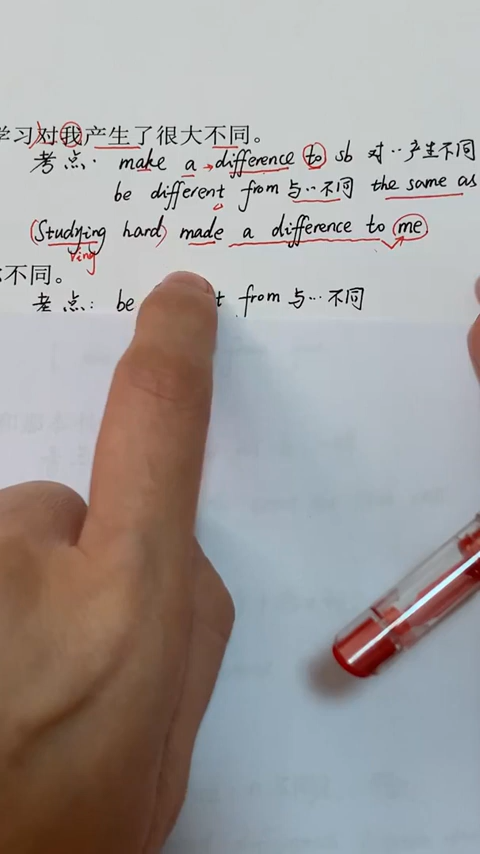 学习对我产生了很大不同。
考点: make a difference to sb 对…产生不同
be different from 与…不同 the same as
(Studying hard) made a difference to me
Ving
不同。
考点: be t from 与…不同